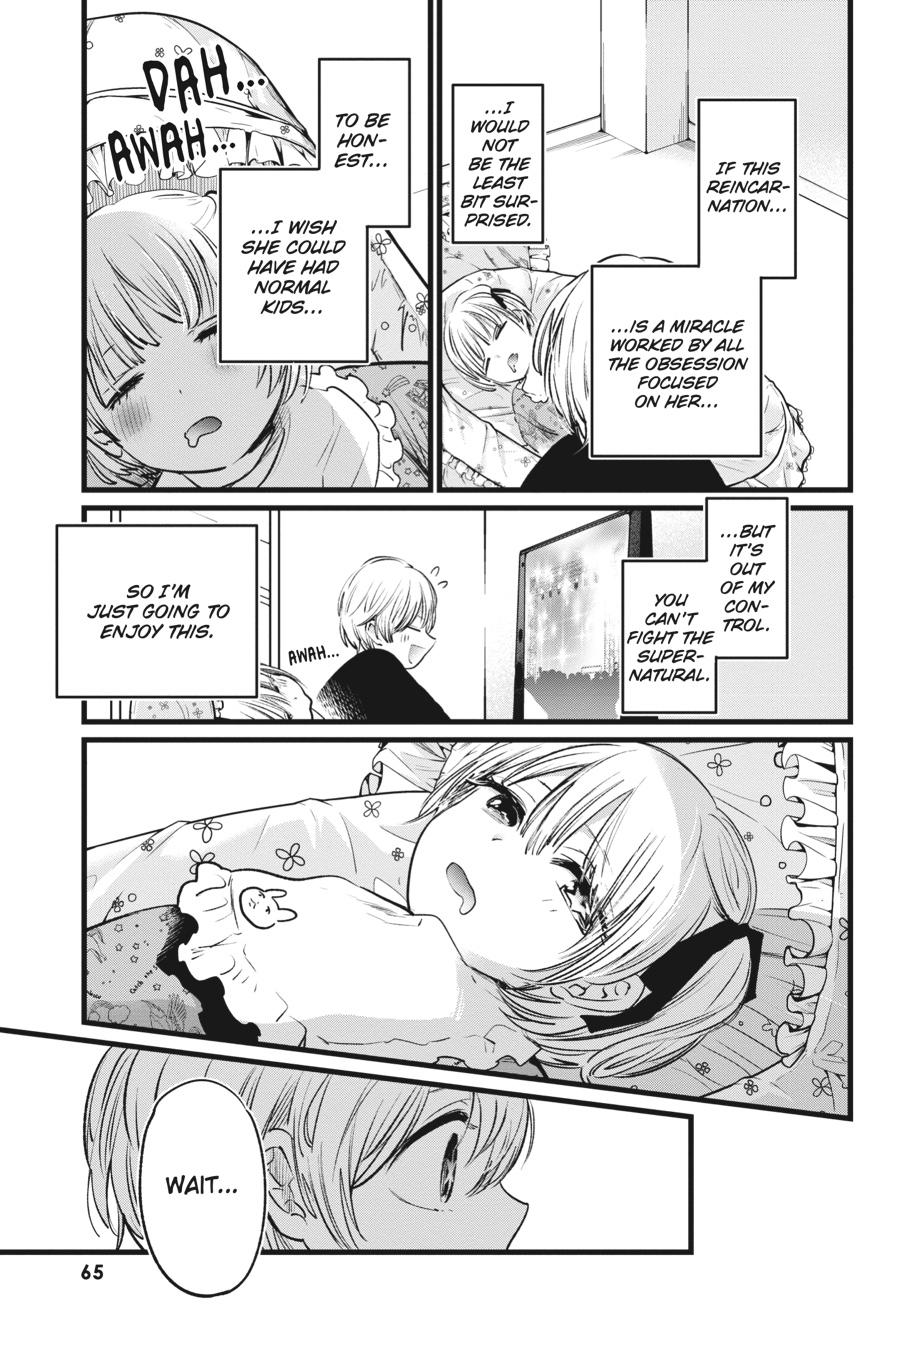 IF THIS
REINCAR-
NATION...
...IS A MIRACLE
WORKED BY ALL
THE OBSESSION
FOCUSED
ON HER...
...I
WOULD
NOT
BE THE
LEAST
BIT SUR-
PRISED.
TO BE
HON-
EST...
...I WISH
SHE COULD
HAVE HAD
NORMAL
KIDS...
DAH...
AWAH...
...BUT
IT'S
OUT
OF MY
CON-
TROL.
YOU
CAN'T
FIGHT THE
SUPER-
NATURAL.
AWAH...
SO I'M
JUST GOING TO
ENJOY THIS.
WAIT...
65